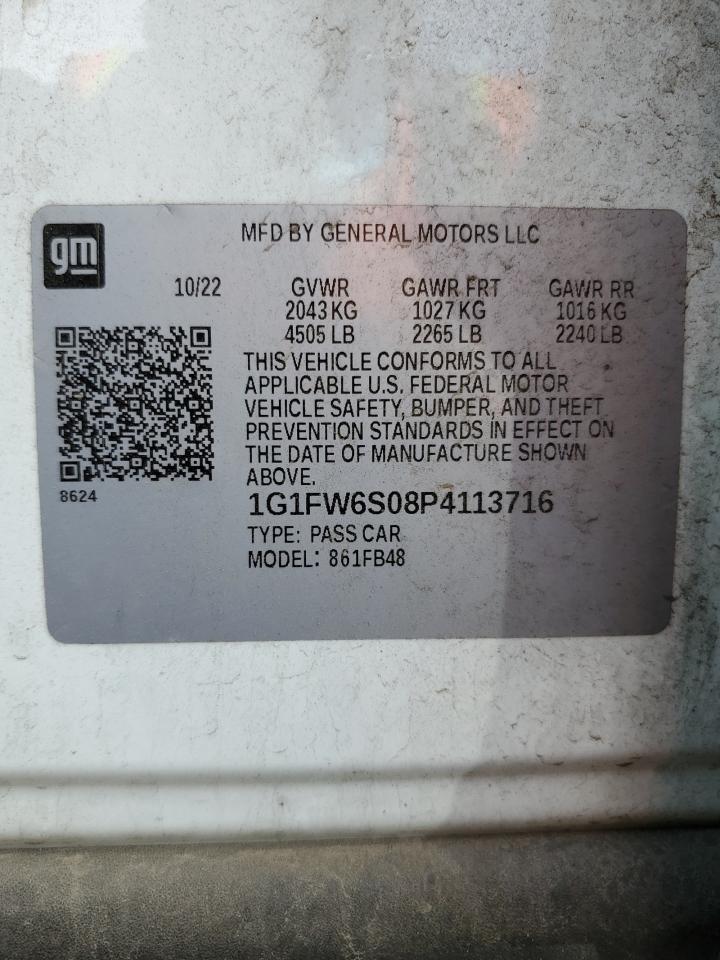 gm
MFD BY GENERAL MOTORS LLC
10/22 GVWR GAWR FRT GAWR RR
2043 KG 1027 KG 1016 KG
4505 LB 2265 LB 2240 LB
THIS VEHICLE CONFORMS TO ALL
APPLICABLE U.S. FEDERAL MOTOR
VEHICLE SAFETY, BUMPER, AND THEFT
PREVENTION STANDARDS IN EFFECT ON
THE DATE OF MANUFACTURE SHOWN
ABOVE.
8624
1G1FW6S08P4113716
TYPE: PASS CAR
MODEL: 861FB48